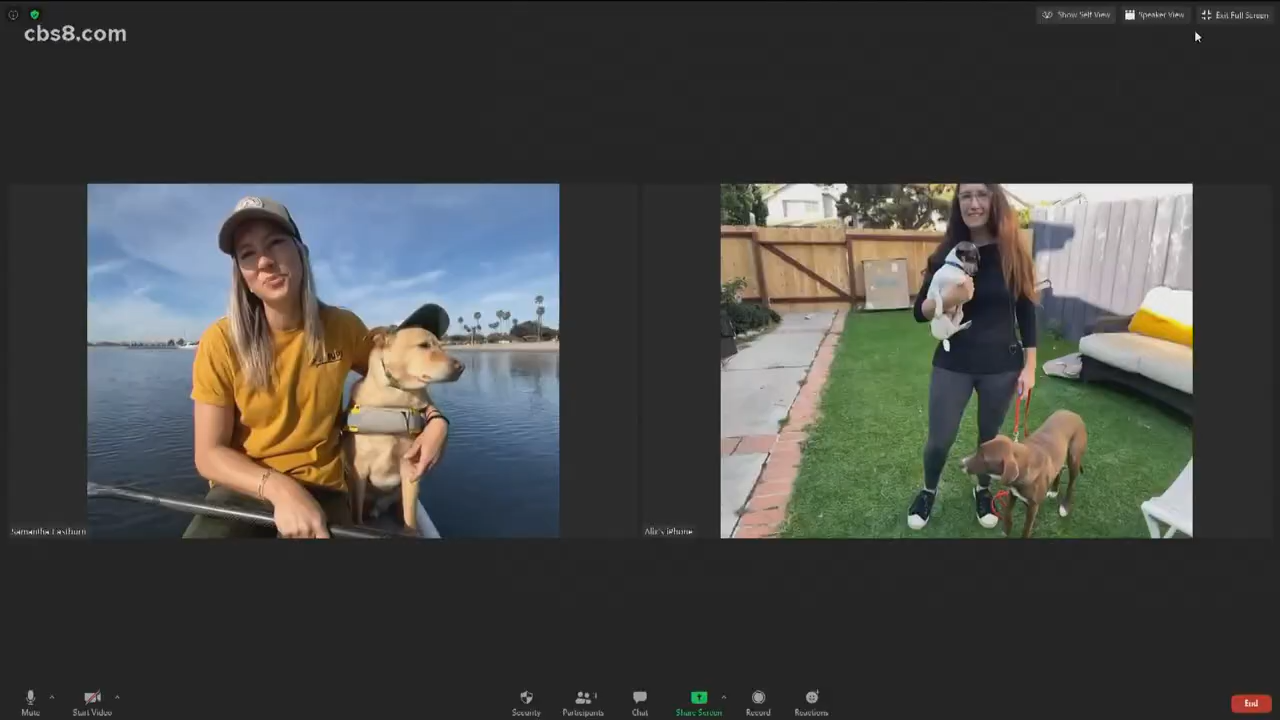 cbs8.com
Show Self View
Speaker View
Exit Full Screen
Samantha Eastburn
iPhone
Mute
Start Video
Security
Participants
Chat
Share Screen
Record
Reactions
End